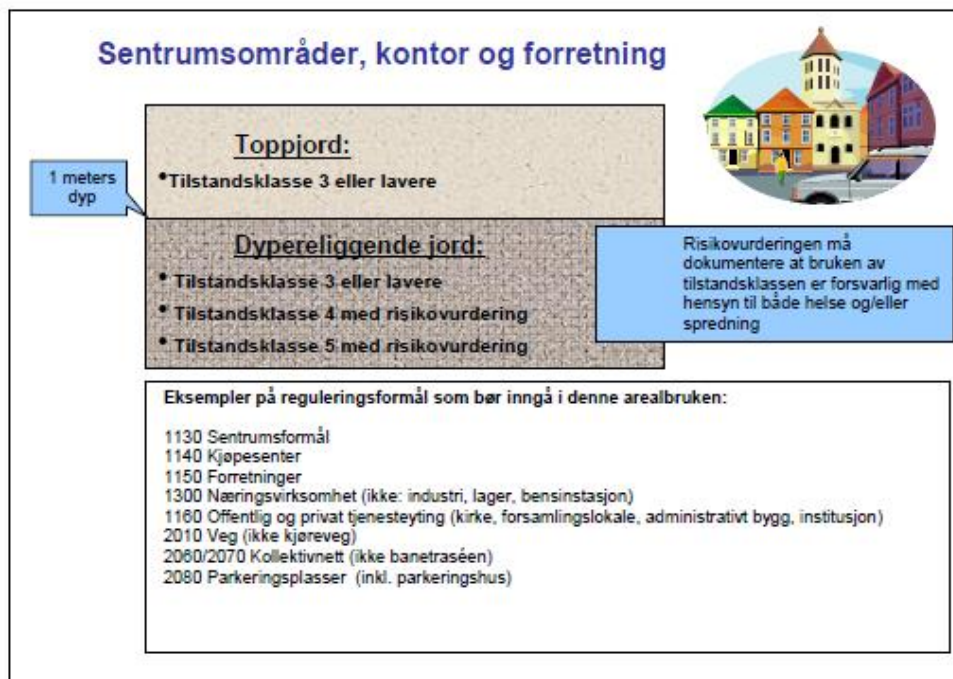 Sentrumsområder, kontor og forretning
Toppjord:
•Tilstandsklasse 3 eller lavere
1 meters
dyp
Dypereliggende jord:
• Tilstandsklasse 3 eller lavere
• Tilstandsklasse 4 med risikovurdering
• Tilstandsklasse 5 med risikovurdering
Risikovurderingen må
dokumentere at bruken av
tilstandsklassen er forsvarlig med
hensyn til både helse og/eller
spredning
Eksempler på reguleringsformål som bør inngå i denne arealbruken:
1130 Sentrumsformål
1140 Kjøpesenter
1150 Forretninger
1300 Næringsvirksomhet (ikke: industri, lager, bensinstasjon)
1160 Offentlig og privat tjenesteyting (kirke, forsamlingslokale, administrativt bygg, institusjon)
2010 Veg (ikke kjøreveg)
2060/2070 Kollektivnett (ikke banetraséen)
2080 Parkeringsplasser (inkl. parkeringshus)